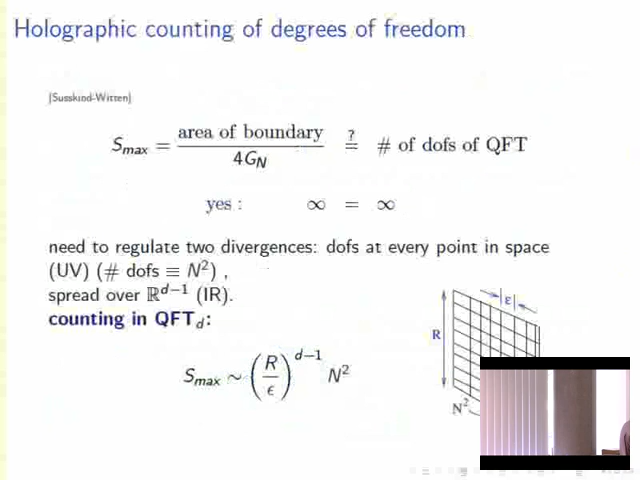 Holographic counting of degrees of freedom
[Susskind-Witten]
S_max = area of boundary / 4G_N ?= # of dofs of QFT
yes : ∞ = ∞
need to regulate two divergences: dofs at every point in space
(UV) (# dofs ≡ N²) ,
spread over ℝ^{d−1} (IR).
counting in QFT_d:
S_max ∼ (R/ϵ)^{d−1} N²
ε
R
N²